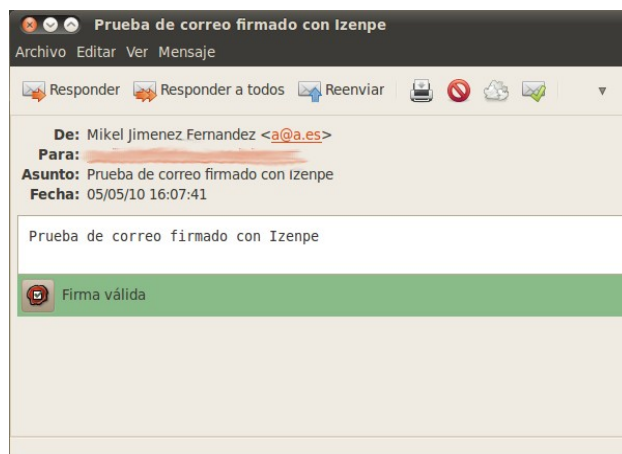 Prueba de correo firmado con Izenpe
Archivo Editar Ver Mensaje
Responder Responder a todos Reenviar
De: Mikel Jimenez Fernandez <a@a.es>
Para:
Asunto: Prueba de correo firmado con Izenpe
Fecha: 05/05/10 16:07:41
Prueba de correo firmado con Izenpe
Firma válida